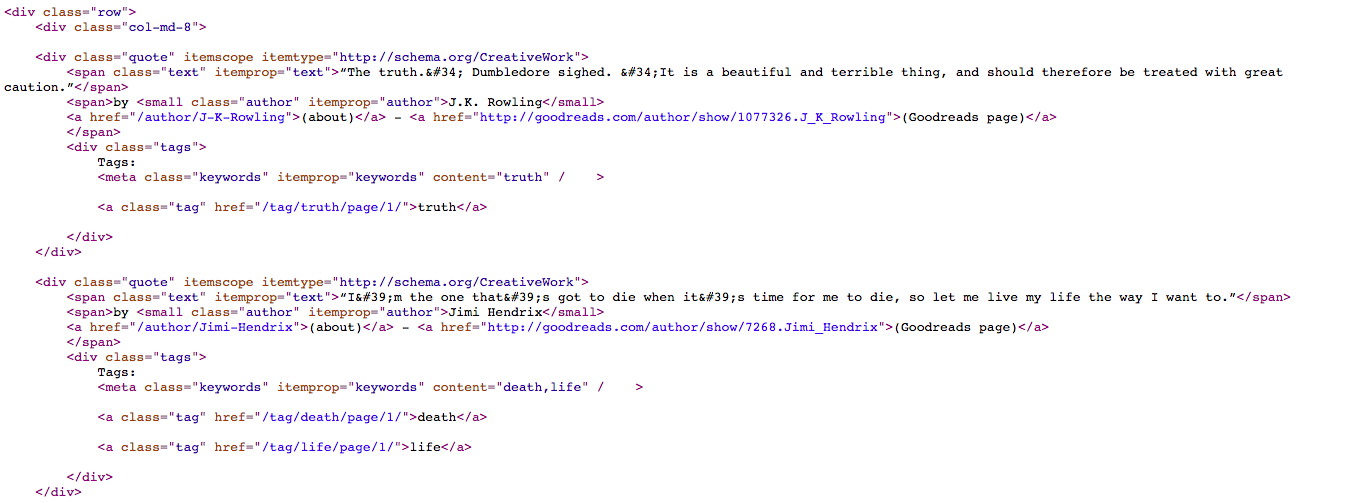 <div class="row">
<div class="col-md-8">
<div class="quote" itemscope itemtype="http://schema.org/CreativeWork">
<span class="text" itemprop="text">“The truth.&#34; Dumbledore sighed. &#34;It is a beautiful and terrible thing, and should therefore be treated with great
caution.”</span>
<span>by <small class="author" itemprop="author">J.K. Rowling</small>
<a href="/author/J-K-Rowling">(about)</a> - <a href="http://goodreads.com/author/show/1077326.J_K_Rowling">(Goodreads page)</a>
</span>
<div class="tags">
Tags:
<meta class="keywords" itemprop="keywords" content="truth" /    >
<a class="tag" href="/tag/truth/page/1/">truth</a>
</div>
</div>
<div class="quote" itemscope itemtype="http://schema.org/CreativeWork">
<span class="text" itemprop="text">“I&#39;m the one that&#39;s got to die when it&#39;s time for me to die, so let me live my life the way I want to.”</span>
<span>by <small class="author" itemprop="author">Jimi Hendrix</small>
<a href="/author/Jimi-Hendrix">(about)</a> - <a href="http://goodreads.com/author/show/7268.Jimi_Hendrix">(Goodreads page)</a>
</span>
<div class="tags">
Tags:
<meta class="keywords" itemprop="keywords" content="death,life" /    >
<a class="tag" href="/tag/death/page/1/">death</a>
<a class="tag" href="/tag/life/page/1/">life</a>
</div>
</div>